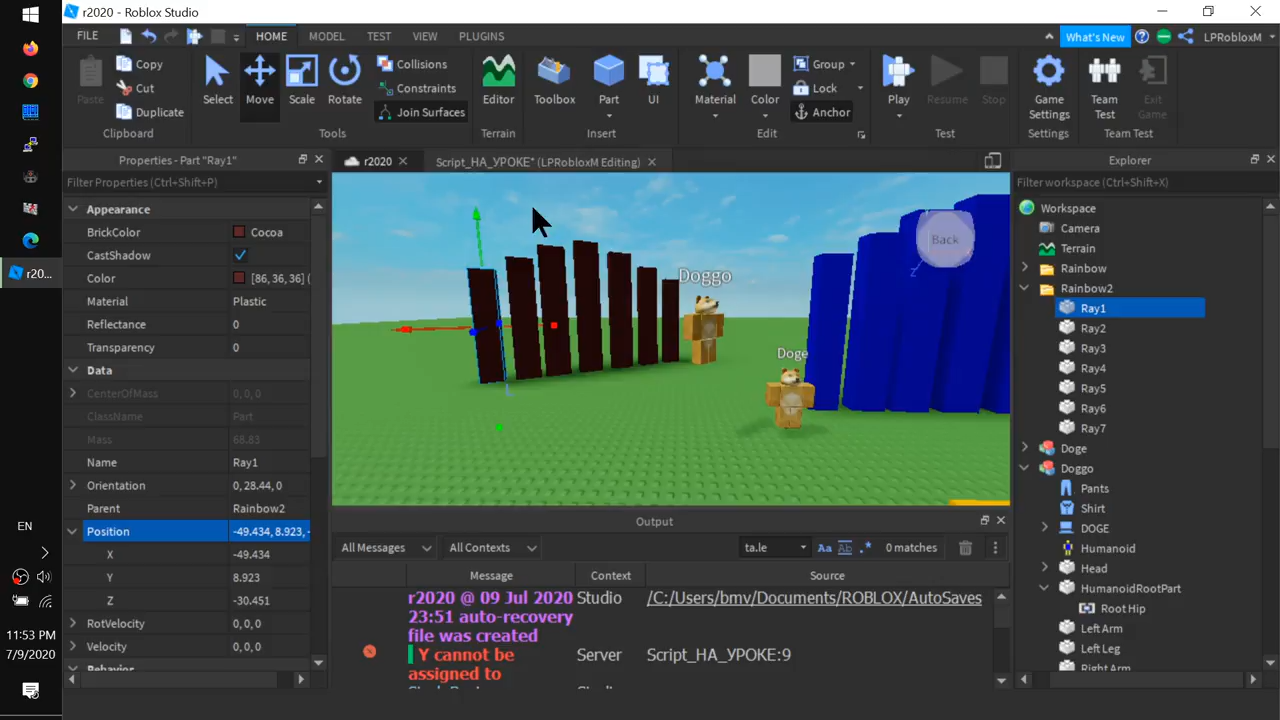 r2020 - Roblox Studio
FILE HOME MODEL TEST VIEW PLUGINS What's New LPRobloxM
Paste Copy Cut Duplicate Clipboard
Select Move Scale Rotate Collisions Constraints Join Surfaces Tools
Editor Terrain
Toolbox Part UI Insert
Material Color Group Lock Anchor Edit
Play Resume Stop Test
Game Settings Settings
Team Test Exit Game Team Test
Properties - Part "Ray1"
Filter Properties (Ctrl+Shift+P)
Appearance
BrickColor Cocoa
CastShadow
Color [86, 36, 36] (
Material Plastic
Reflectance 0
Transparency 0
Data
CenterOfMass 0, 0, 0
ClassName Part
Mass 68.83
Name Ray1
Orientation 0, 28.44, 0
Parent Rainbow2
Position -49.434, 8.923, -
X -49.434
Y 8.923
Z -30.451
RotVelocity 0, 0, 0
Velocity 0, 0, 0
Behavior
r2020
Script_НА_УРОКЕ* (LPRobloxM Editing)
Back
Z
Doggo
Doge
Output
All Messages All Contexts ta.le Aa Ab .* 0 matches
Message Context Source
r2020 @ 09 Jul 2020 Studio /C:/Users/bmv/Documents/ROBLOX/AutoSaves
23:51 auto-recovery
file was created
Y cannot be Server Script_НА_УРОКЕ:9
assigned to
Explorer
Filter workspace (Ctrl+Shift+X)
Workspace
Camera
Terrain
Rainbow
Rainbow2
Ray1
Ray2
Ray3
Ray4
Ray5
Ray6
Ray7
Doge
Doggo
Pants
Shirt
DOGE
Humanoid
Head
HumanoidRootPart
Root Hip
Left Arm
Left Leg
Right Arm
r20...
EN
11:53 PM
7/9/2020